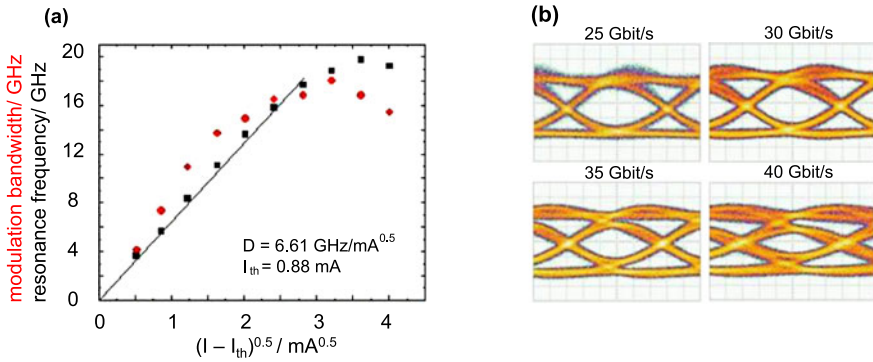 (a)
modulation bandwidth/ GHz
resonance frequency/ GHz
20
16
12
8
4
0
0
1
2
3
4
D = 6.61 GHz/mA^0.5
I_th = 0.88 mA
(I – I_th)^0.5 / mA^0.5
(b)
25 Gbit/s
30 Gbit/s
35 Gbit/s
40 Gbit/s